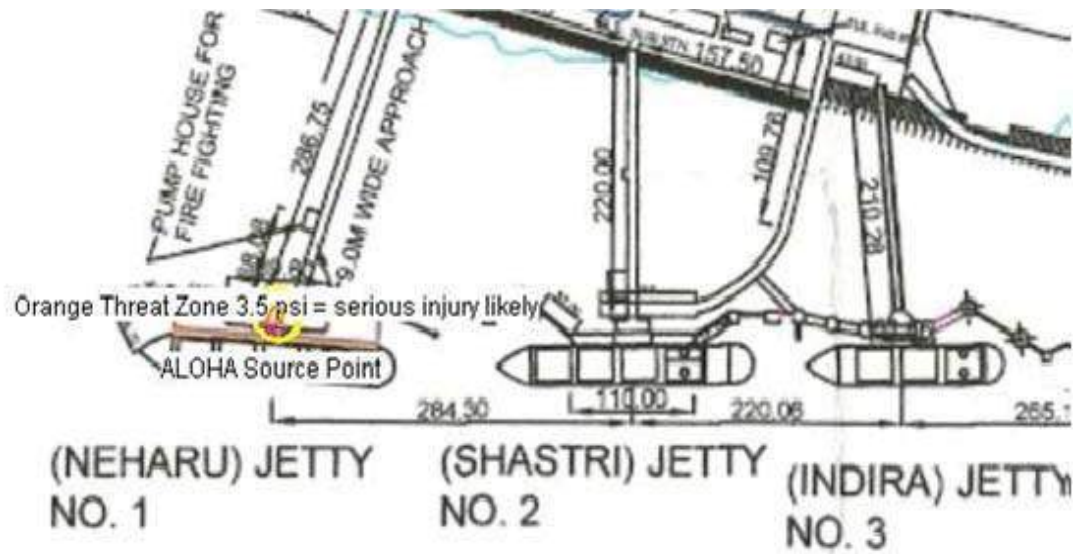 PUMP HOUSE FOR
FIRE FIGHTING
286.75
9.0M WIDE APPROACH
157.50
220.00
109.76
210.28
Orange Threat Zone 3.5 psi = serious injury likely
ALOHA Source Point
284.50
110.00
220.06
265.
(NEHARU) JETTY
NO. 1
(SHASTRI) JETTY
NO. 2
(INDIRA) JETTY
NO. 3